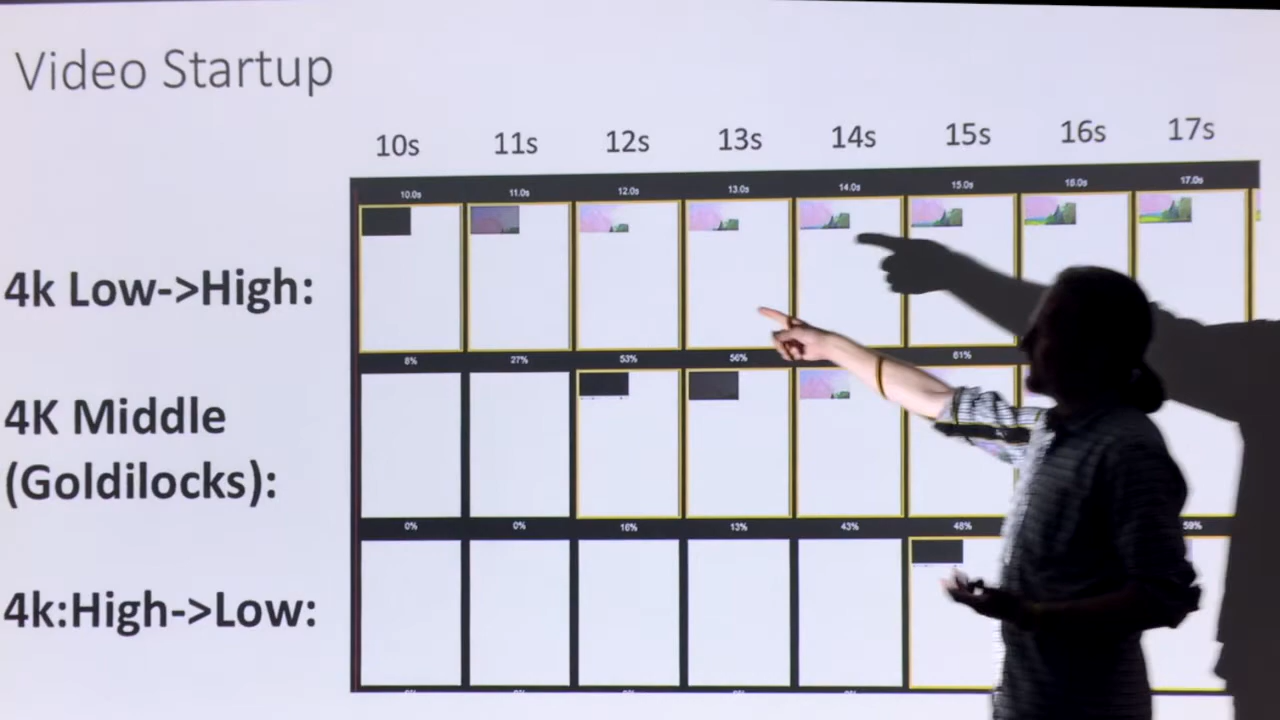 Video Startup
10s 11s 12s 13s 14s 15s 16s 17s
10.0s 11.0s 12.0s 13.0s 14.0s 15.0s 16.0s 17.0s
4k Low->High:
8% 27% 53% 56% 61%
4K Middle
(Goldilocks):
0% 0% 16% 13% 43% 48% 59%
4k:High->Low: